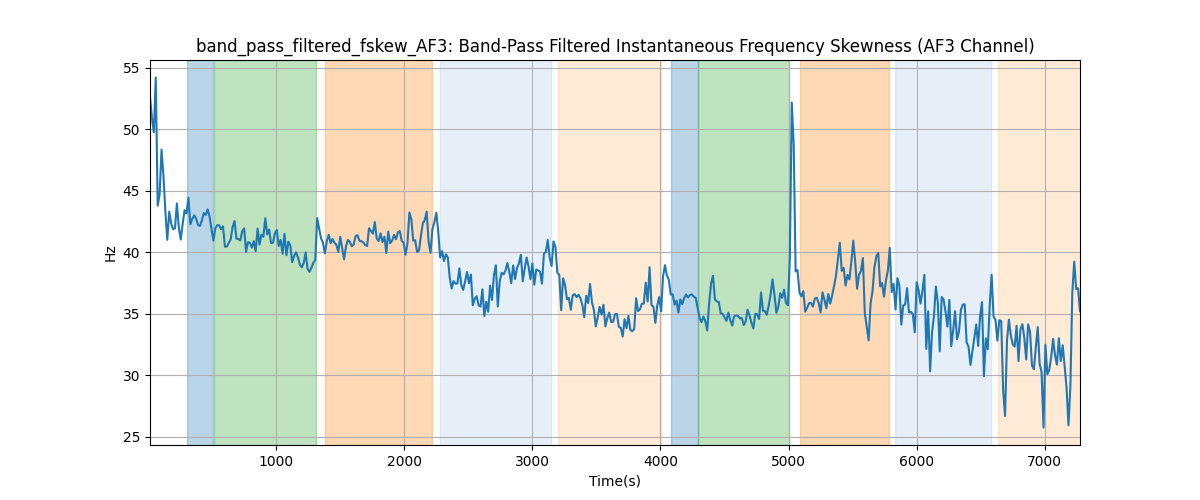 band_pass_filtered_fskew_AF3: Band-Pass Filtered Instantaneous Frequency Skewness (AF3 Channel)
55
50
45
40
35
30
25
Hz
1000 2000 3000 4000 5000 6000 7000
Time(s)